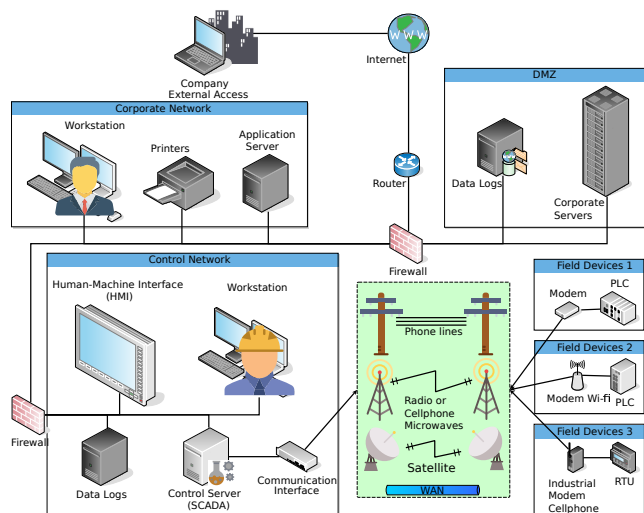 Company
External Access
Internet
WWW
DMZ
Corporate Network
Workstation
Printers
Application
Server
Router
Data Logs
Corporate
Servers
Firewall
Control Network
Human-Machine Interface
(HMI)
Workstation
Phone lines
Radio or
Cellphone
Microwaves
Satellite
WAN
Field Devices 1
Modem
PLC
Field Devices 2
Modem Wi-fi
PLC
Field Devices 3
Industrial
Modem
Cellphone
RTU
Firewall
Data Logs
Control Server
(SCADA)
Communication
Interface